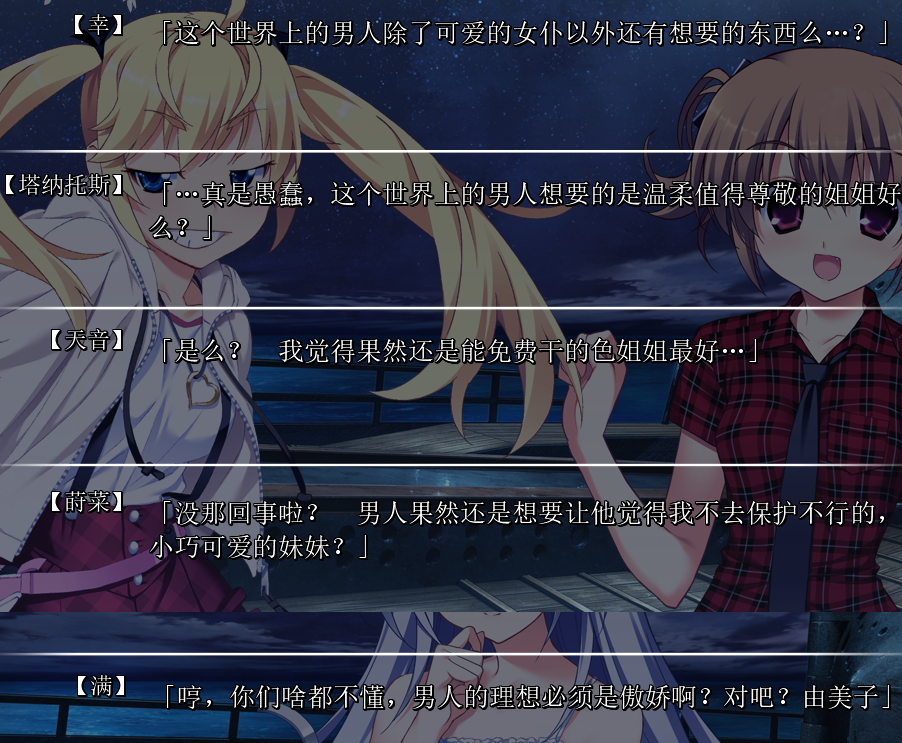 【幸】 「这个世界上的男人除了可爱的女仆以外还有想要的东西么…？」
【塔纳托斯】 「…真是愚蠢，这个世界上的男人想要的是温柔值得尊敬的姐姐好
么？」
【天音】 「是么？　我觉得果然还是能免费干的色姐姐最好…」
【莳菜】 「没那回事啦？　男人果然还是想要让他觉得我不去保护不行的，
小巧可爱的妹妹？」
【满】 「哼，你们啥都不懂，男人的理想必须是傲娇啊？对吧？由美子」